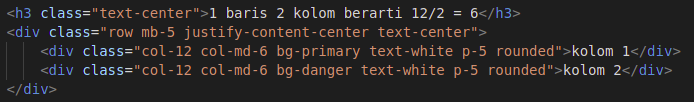 <h3 class="text-center">1 baris 2 kolom berarti 12/2 = 6</h3>
<div class="row mb-5 justify-content-center text-center">
<div class="col-12 col-md-6 bg-primary text-white p-5 rounded">kolom 1</div>
<div class="col-12 col-md-6 bg-danger text-white p-5 rounded">kolom 2</div>
</div>